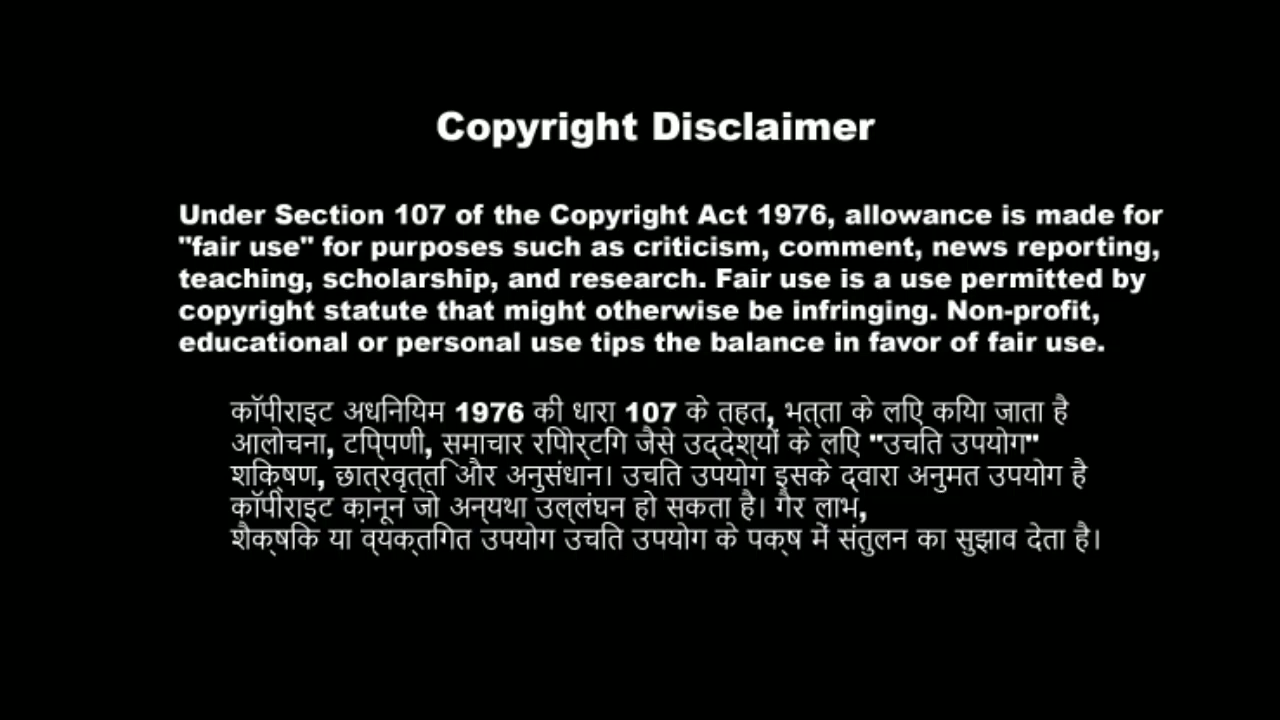 Copyright Disclaimer
Under Section 107 of the Copyright Act 1976, allowance is made for
"fair use" for purposes such as criticism, comment, news reporting,
teaching, scholarship, and research. Fair use is a use permitted by
copyright statute that might otherwise be infringing. Non-profit,
educational or personal use tips the balance in favor of fair use.
कॉपीराइट अधिनियम 1976 की धारा 107 के तहत, भत्ता के लिए किया जाता है
आलोचना, टिप्पणी, समाचार रिपोर्टिंग जैसे उद्देश्यों के लिए "उचित उपयोग"
शिक्षण, छात्रवृत्ति और अनुसंधान। उचित उपयोग इसके द्वारा अनुमत उपयोग है
कॉपीराइट क़ानून जो अन्यथा उल्लंघन हो सकता है। गैर लाभ,
शैक्षिक या व्यक्तिगत उपयोग उचित उपयोग के पक्ष में संतुलन का सुझाव देता है।